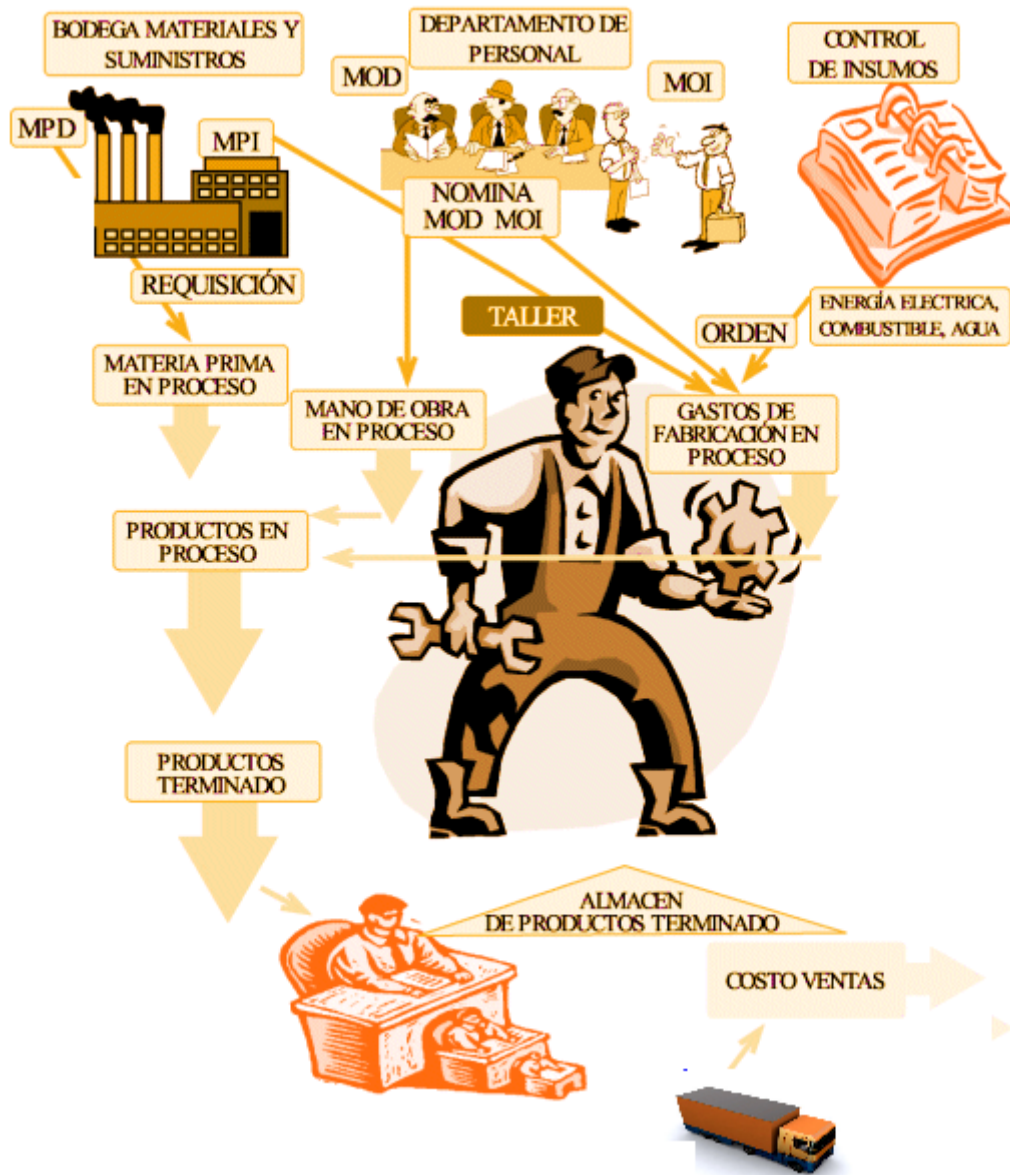 BODEGA MATERIALES Y
SUMINISTROS
DEPARTAMENTO DE
PERSONAL
CONTROL
DE INSUMOS
MOD
MOI
MPD
MPI
NOMINA
MOD MOI
REQUISICIÓN
TALLER
ORDEN
ENERGÍA ELECTRICA,
COMBUSTIBLE, AGUA
MATERIA PRIMA
EN PROCESO
MANO DE OBRA
EN PROCESO
GASTOS DE
FABRICACIÓN EN
PROCESO
PRODUCTOS EN
PROCESO
PRODUCTOS
TERMINADO
ALMACEN
DE PRODUCTOS TERMINADO
COSTO VENTAS